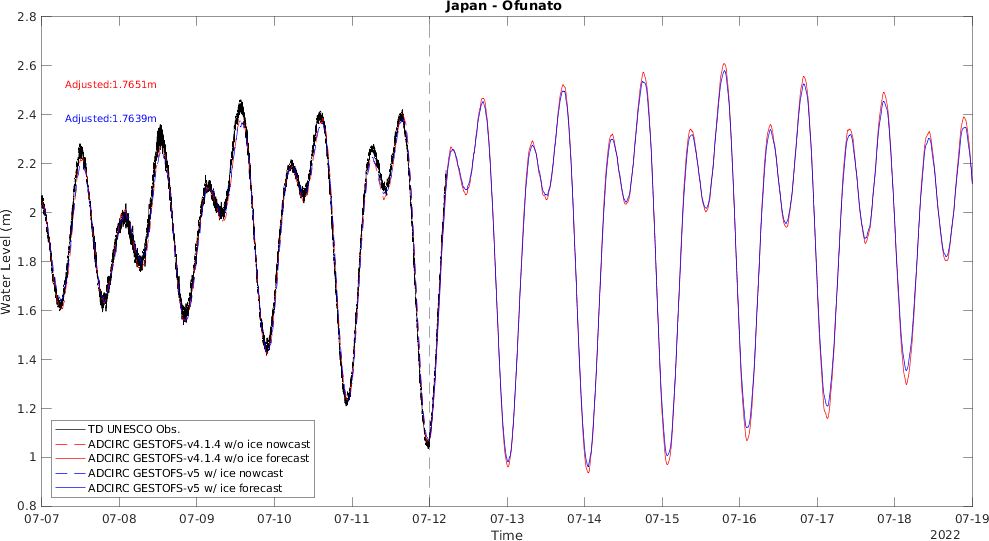 Japan - Ofunato
Water Level (m)
2.8
2.6
2.4
2.2
2
1.8
1.6
1.4
1.2
1
0.8
Adjusted:1.7651m
Adjusted:1.7639m
TD UNESCO Obs.
ADCIRC GESTOFS-v4.1.4 w/o ice nowcast
ADCIRC GESTOFS-v4.1.4 w/o ice forecast
ADCIRC GESTOFS-v5 w/ ice nowcast
ADCIRC GESTOFS-v5 w/ ice forecast
07-07 07-08 07-09 07-10 07-11 07-12 07-13 07-14 07-15 07-16 07-17 07-18 07-19
Time
2022